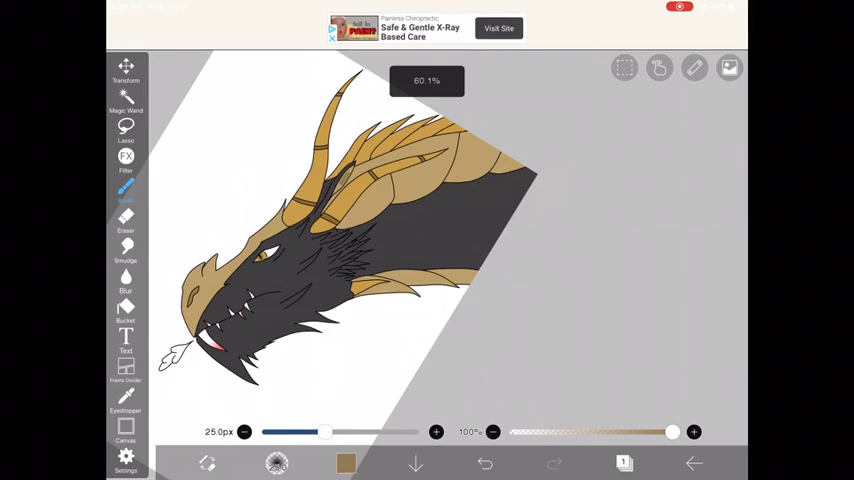 Painless Chiropractic
Safe & Gentle X-Ray
Based Care
Visit Site
60.1%
Transform
Magic Wand
Lasso
FX
Filter
Brush
Eraser
Smudge
Blur
Bucket
T
Text
Frame Divider
Eyedropper
Canvas
Settings
25.0px
100%
1